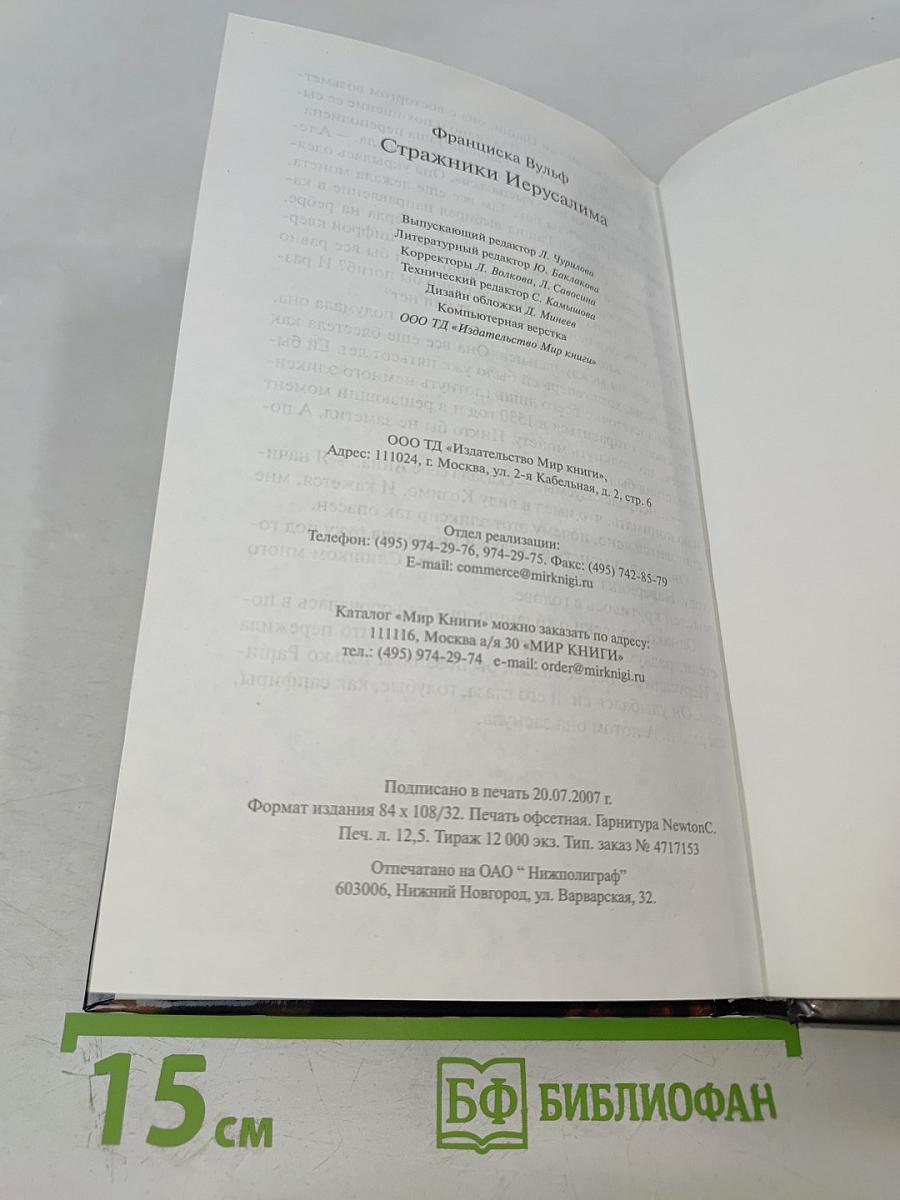 Франциска Вульф
Стражники Иерусалима
Выпускающий редактор Л. Чурилова
Литературный редактор Ю. Баклакова
Корректоры Л. Волкова, Л. Савосина
Технический редактор С. Камышова
Дизайн обложки Д. Минеев
Компьютерная верстка
ООО ТД «Издательство Мир книги»
ООО ТД «Издательство Мир книги»,
Адрес: 111024, г. Москва, ул. 2-я Кабельная, д. 2, стр. 6
Отдел реализации:
Телефон: (495) 974-29-76, 974-29-75. Факс: (495) 742-85-79
E-mail: commerce@mirknigi.ru
Каталог «Мир Книги» можно заказать по адресу:
111116, Москва а/я 30 «МИР КНИГИ»
тел.: (495) 974-29-74 e-mail: order@mirknigi.ru
Подписано в печать 20.07.2007 г.
Формат издания 84 х 108/32. Печать офсетная. Гарнитура NewtonC.
Печ. л. 12,5. Тираж 12 000 экз. Тип. заказ № 4717153
Отпечатано на ОАО “ Нижполиграф”
603006, Нижний Новгород, ул. Варварская, 32.
15 см
БФ БИБЛИОФАН